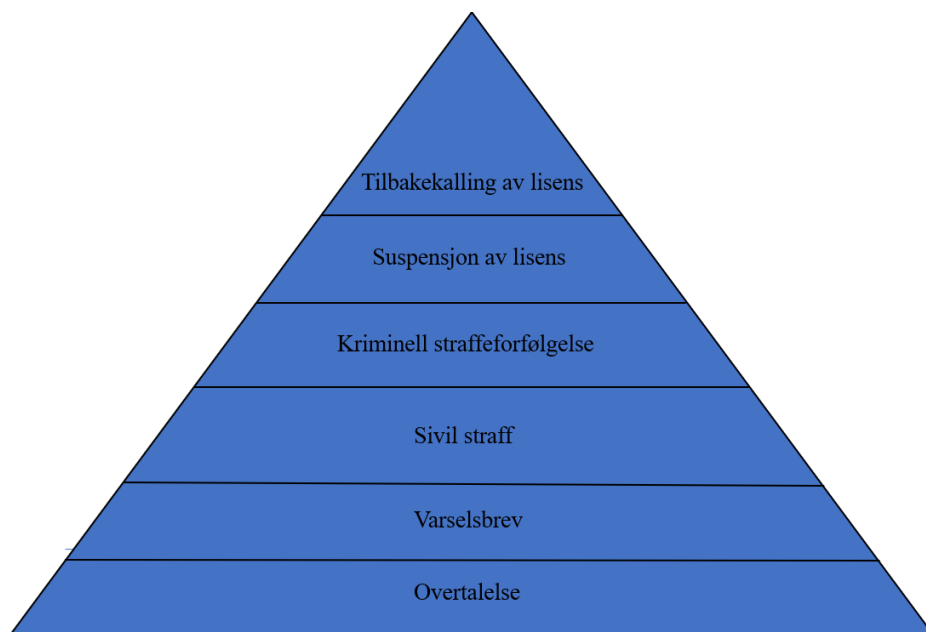 Tilbakekalling av lisens
Suspensjon av lisens
Kriminell straffeforfølgelse
Sivil straff
Varselsbrev
Overtalelse